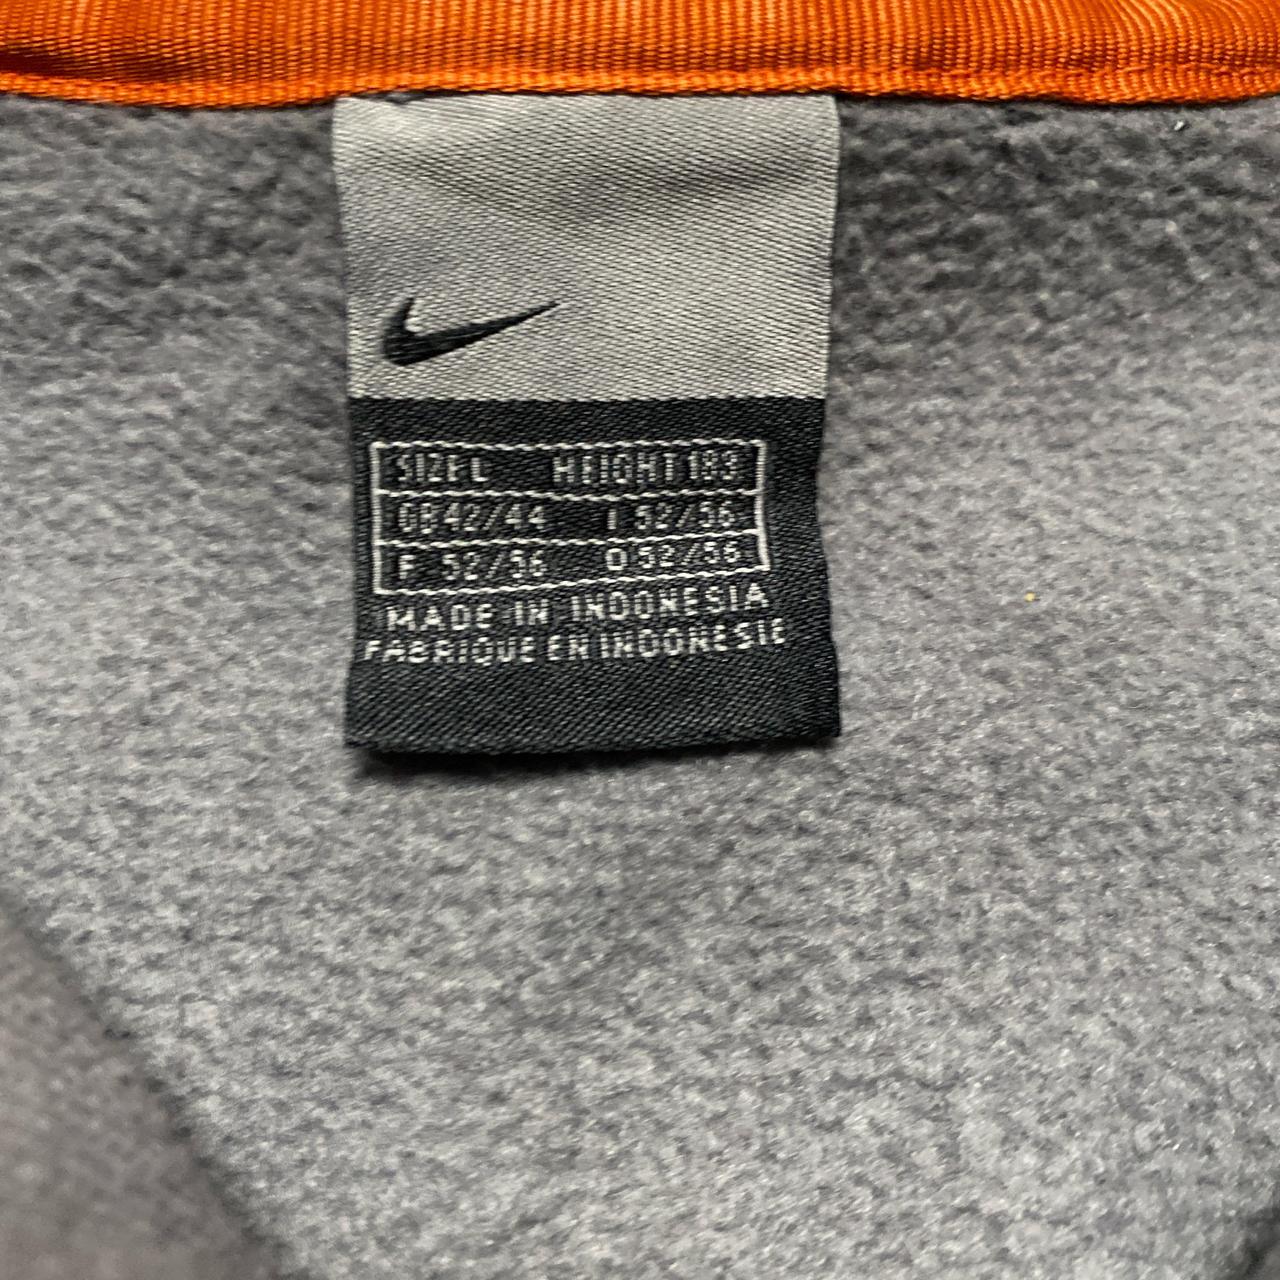 SIZE L HEIGHT 183
GB 42/44 I 52/56
F 52/56 D 52/56
MADE IN INDONESIA
FABRIQUE EN INDONESIE